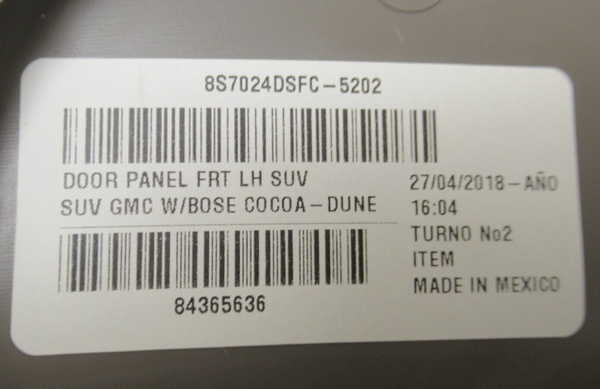 8S7024DSFC-5202
DOOR PANEL FRT LH SUV
SUV GMC W/BOSE COCOA-DUNE
27/04/2018-AÑO
16:04
TURNO No2
ITEM
MADE IN MEXICO
84365636